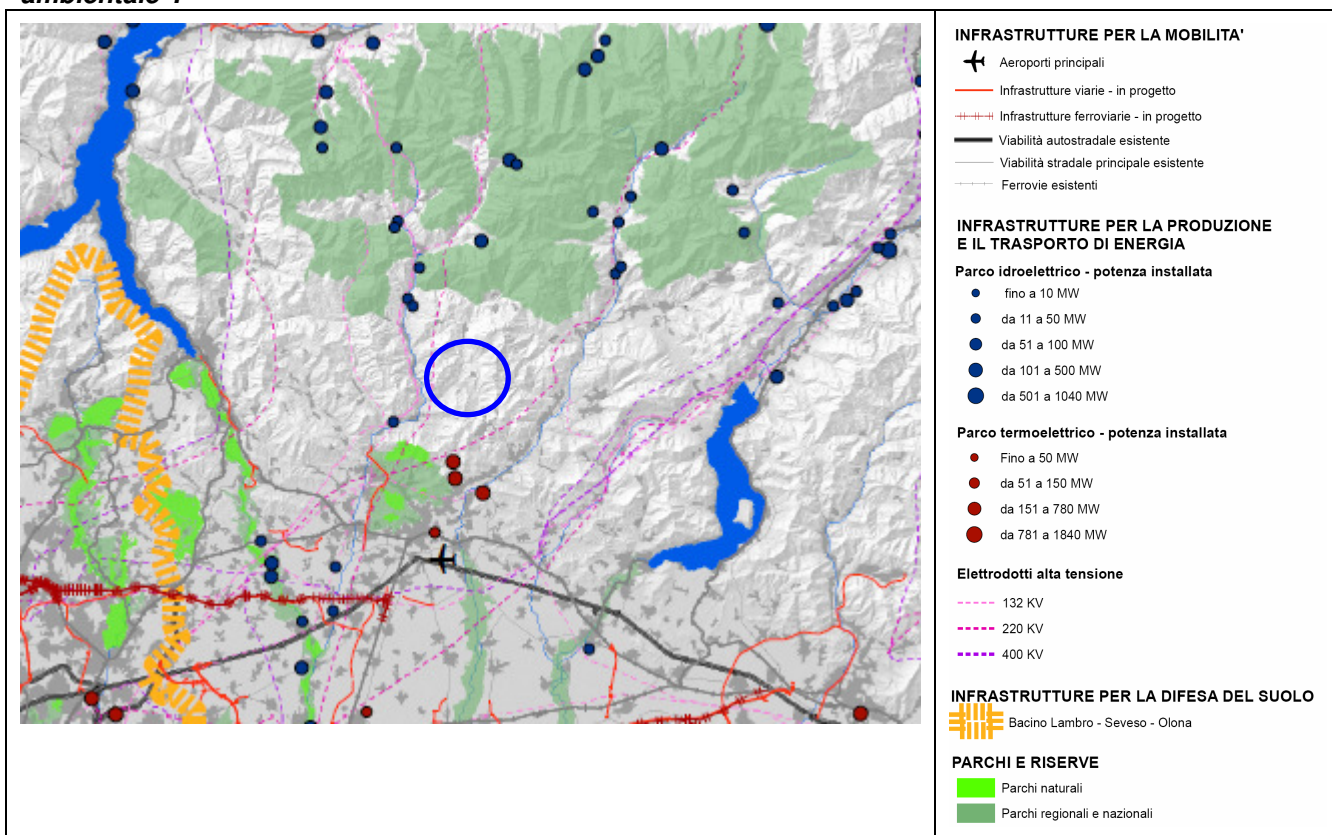 INFRASTRUTTURE PER LA MOBILITA'
Aeroporti principali
Infrastrutture viarie - in progetto
Infrastrutture ferroviarie - in progetto
Viabilità autostradale esistente
Viabilità stradale principale esistente
Ferrovie esistenti
INFRASTRUTTURE PER LA PRODUZIONE
E IL TRASPORTO DI ENERGIA
Parco idroelettrico - potenza installata
fino a 10 MW
da 11 a 50 MW
da 51 a 100 MW
da 101 a 500 MW
da 501 a 1040 MW
Parco termoelettrico - potenza installata
Fino a 50 MW
da 51 a 150 MW
da 151 a 780 MW
da 781 a 1840 MW
Elettrodotti alta tensione
132 KV
220 KV
400 KV
INFRASTRUTTURE PER LA DIFESA DEL SUOLO
Bacino Lambro - Seveso - Olona
PARCHI E RISERVE
Parchi naturali
Parchi regionali e nazionali